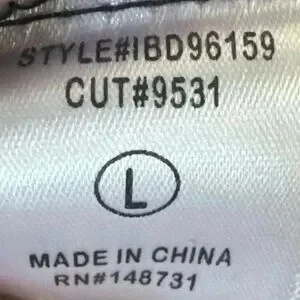 STYLE#IBD96159
CUT#9531
L
MADE IN CHINA
RN#148731